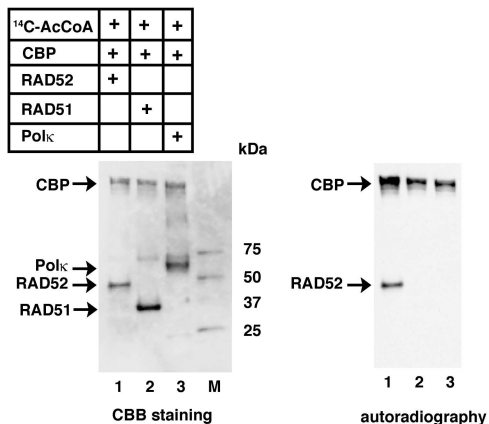 ¹⁴C-AcCoA + + +
CBP + + +
RAD52 +
RAD51 +
Polκ +
kDa
CBP
Polκ
RAD52
RAD51
75
50
37
25
1 2 3 M
CBB staining
CBP
RAD52
1 2 3
autoradiography